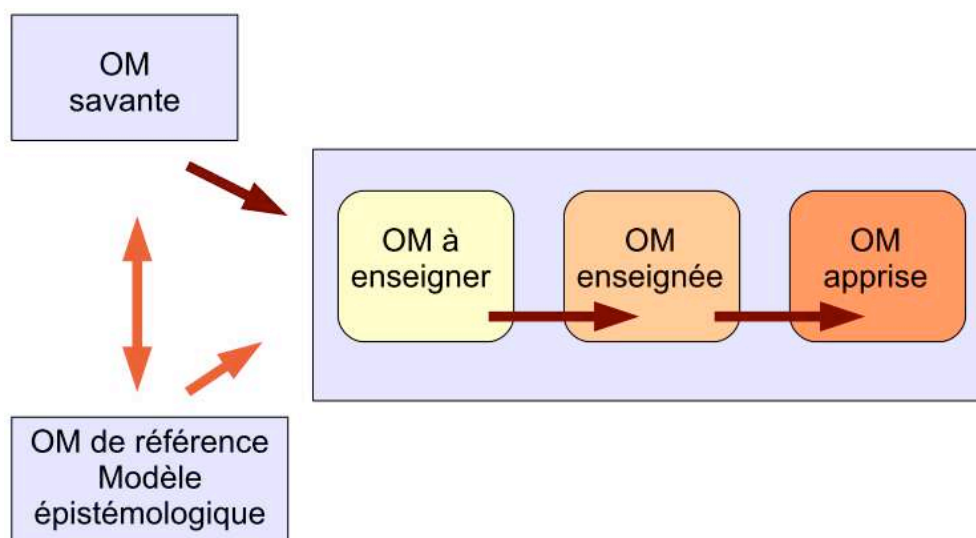 OM
savante
OM à
enseigner
OM
enseignée
OM
apprise
OM de référence
Modèle
épistémologique